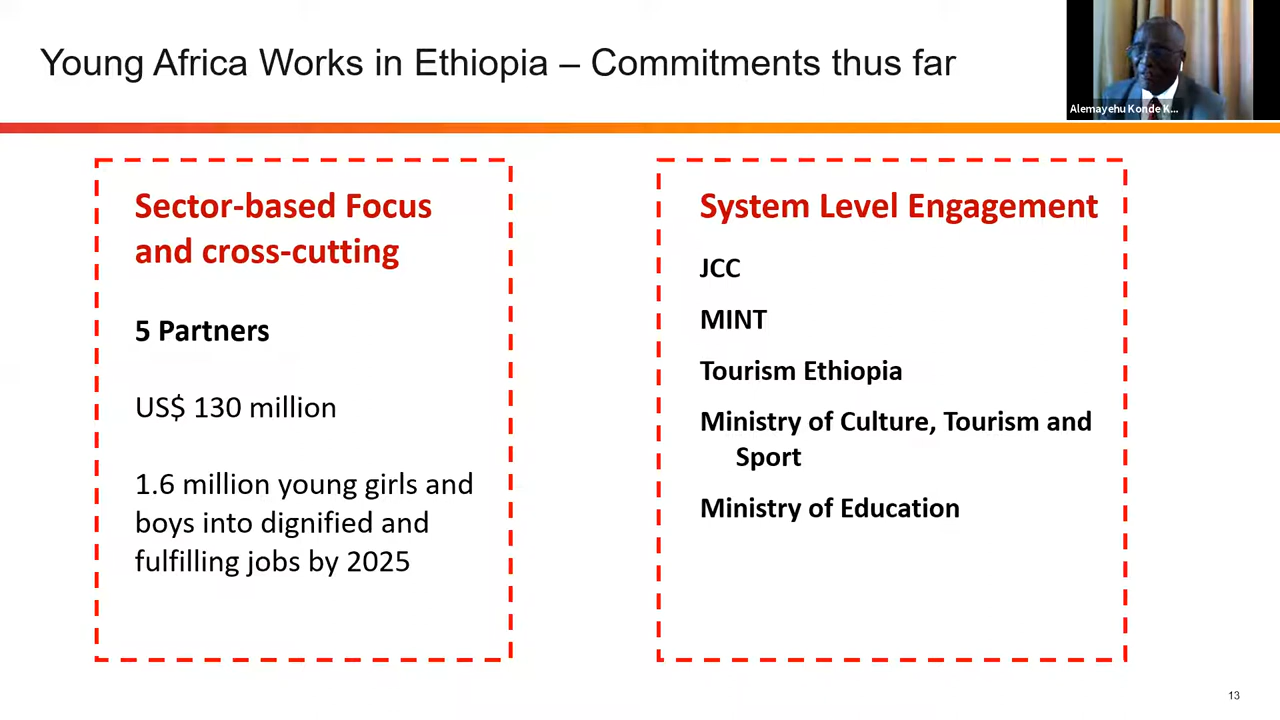 Young Africa Works in Ethiopia – Commitments thus far
Alemayehu Konde K...
Sector-based Focus
and cross-cutting
5 Partners
US$ 130 million
1.6 million young girls and
boys into dignified and
fulfilling jobs by 2025
System Level Engagement
JCC
MINT
Tourism Ethiopia
Ministry of Culture, Tourism and
Sport
Ministry of Education
13